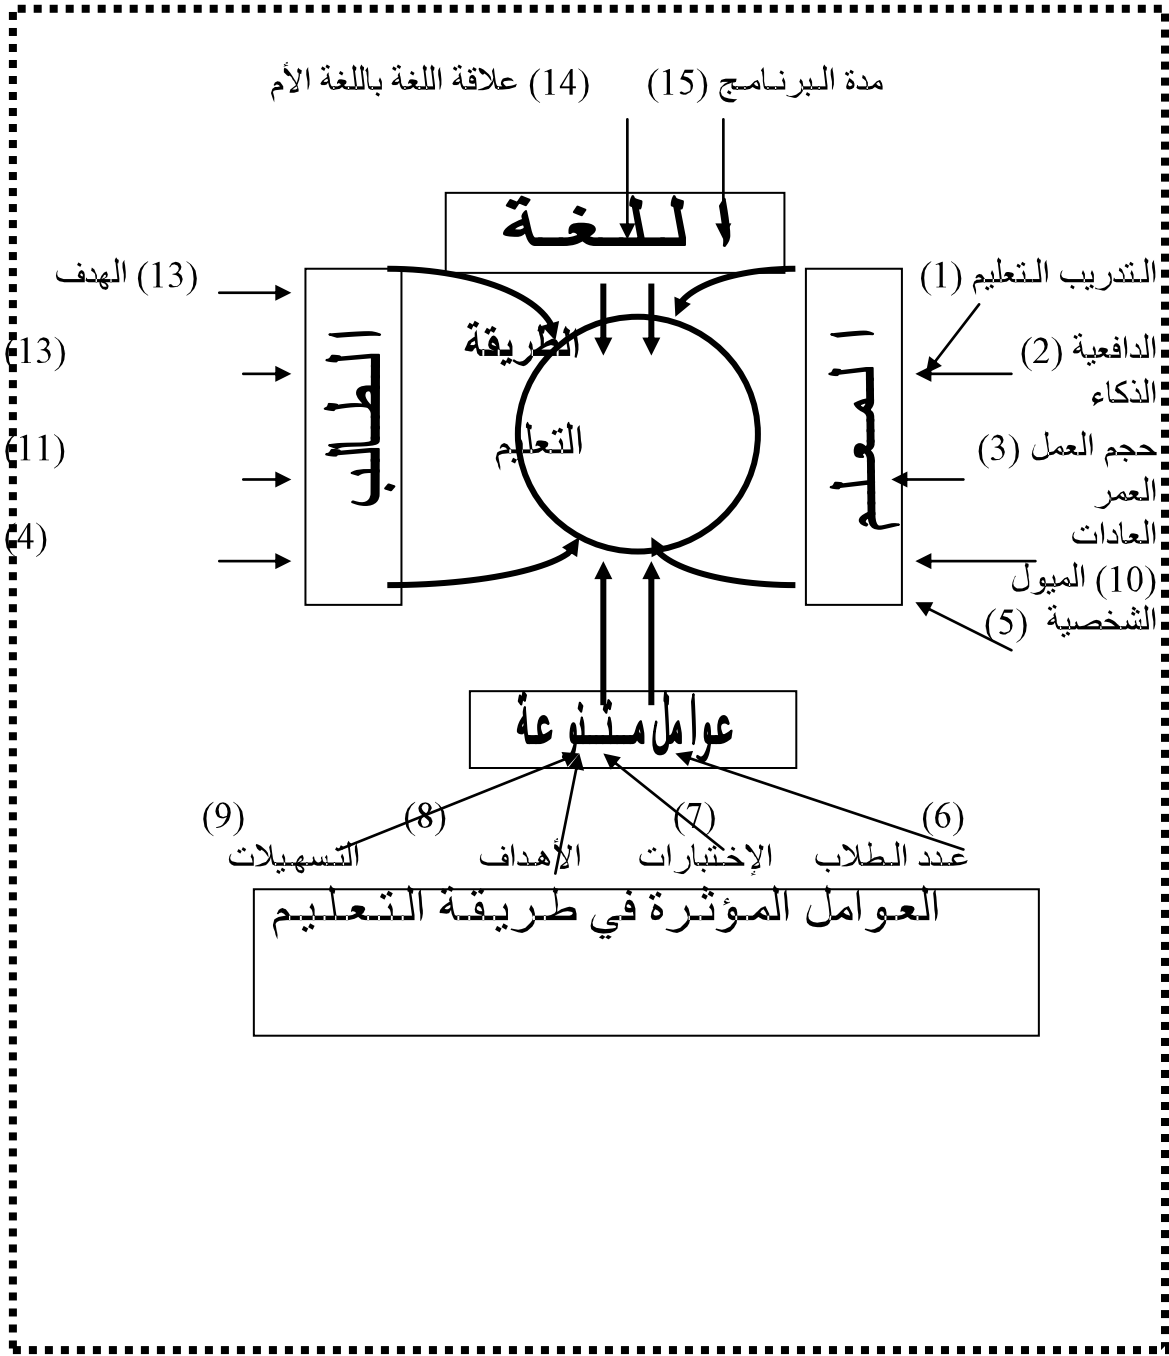 مدة البرنامج (15)
(14) علاقة اللغة باللغة الأم
اللغة
التدريب التعليم (1)
الدافعية (2)
الذكاء
حجم العمل (3)
العمر
العادات
(10) الميول
الشخصية (5)
المعلم
الطريقة
التعليم
الطالب
(13) الهدف
(13)
(11)
(4)
عوامل متنوعة
(6)
(7)
(8)
(9)
عدد الطلاب
الإختبارات
الأهداف
التسهيلات
العوامل المؤثرة في طريقة التعليم